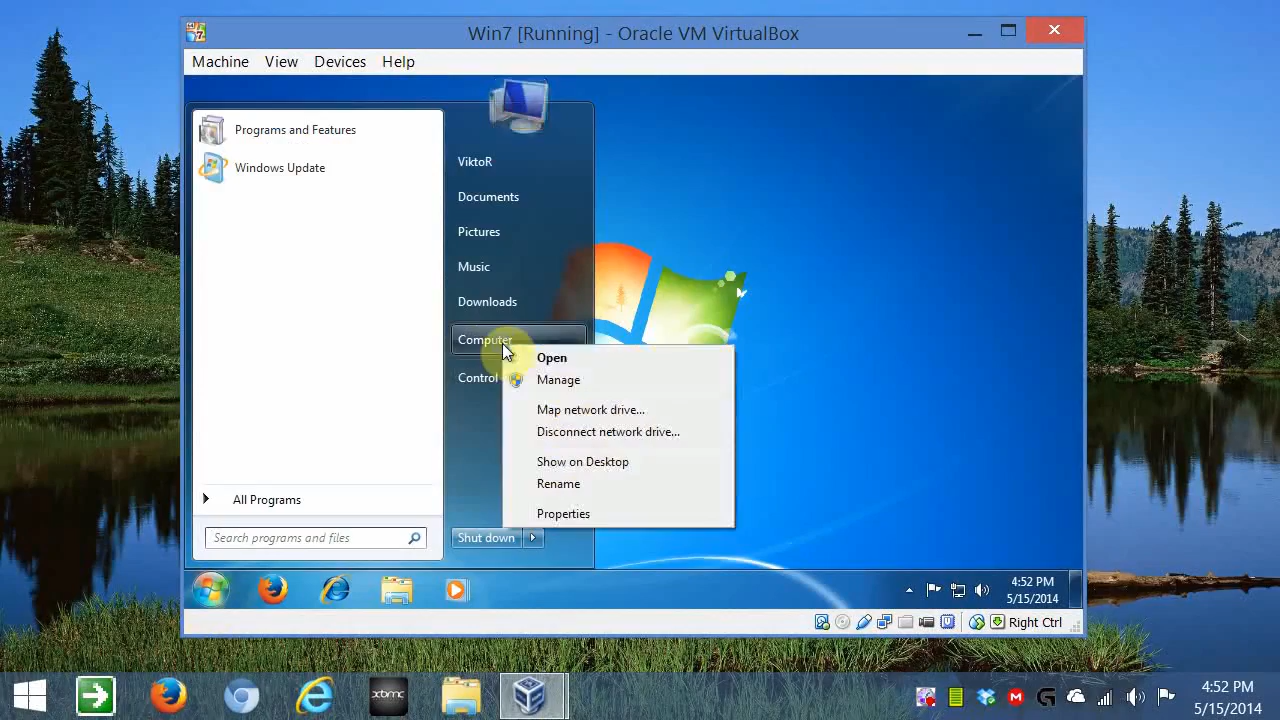 Win7 [Running] - Oracle VM VirtualBox
Machine View Devices Help
Programs and Features
Windows Update
ViktoR
Documents
Pictures
Music
Downloads
Computer
Control
Open
Manage
Map network drive...
Disconnect network drive...
Show on Desktop
Rename
Properties
All Programs
Search programs and files
Shut down
4:52 PM
5/15/2014
Right Ctrl
xbmc
4:52 PM
5/15/2014